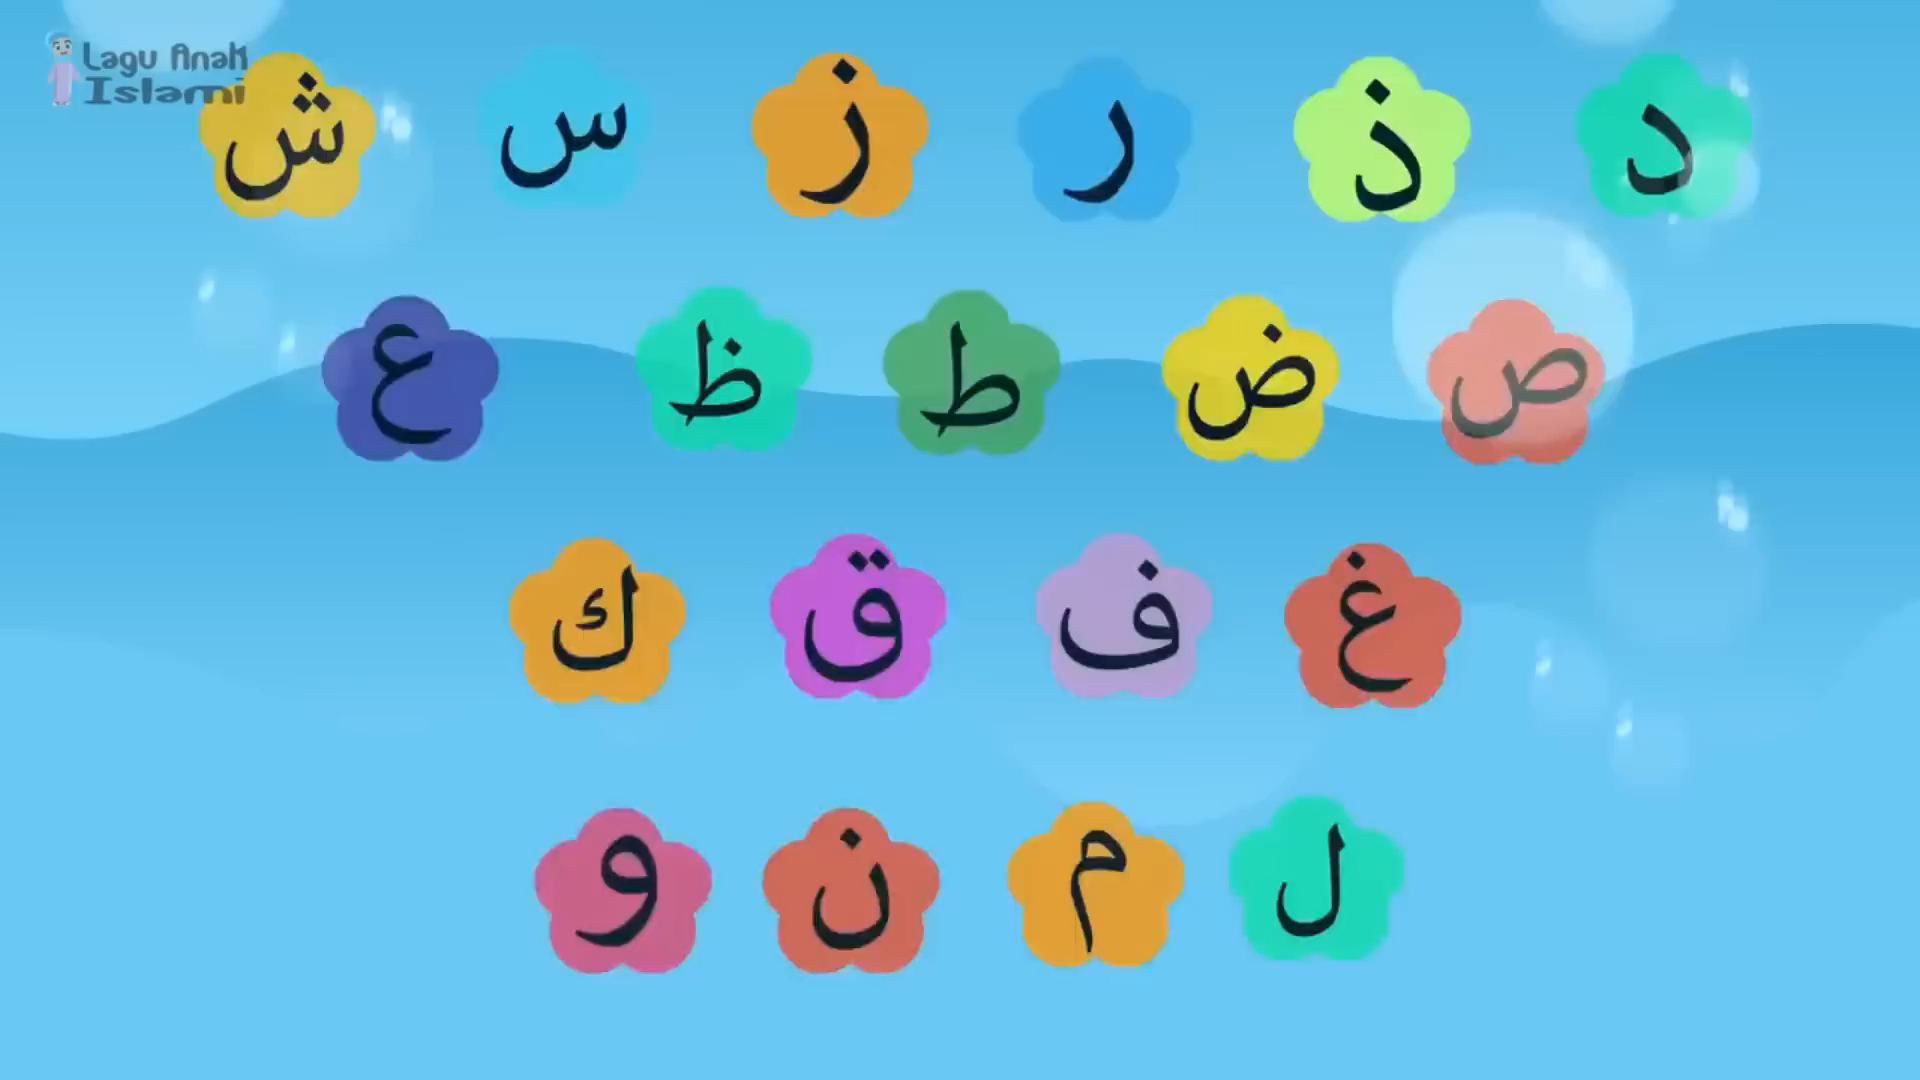 Lagu Anak
Islami
د ذ ر ز س ش
ص ض ط ظ ع
غ ف ق ك
ل م ن و